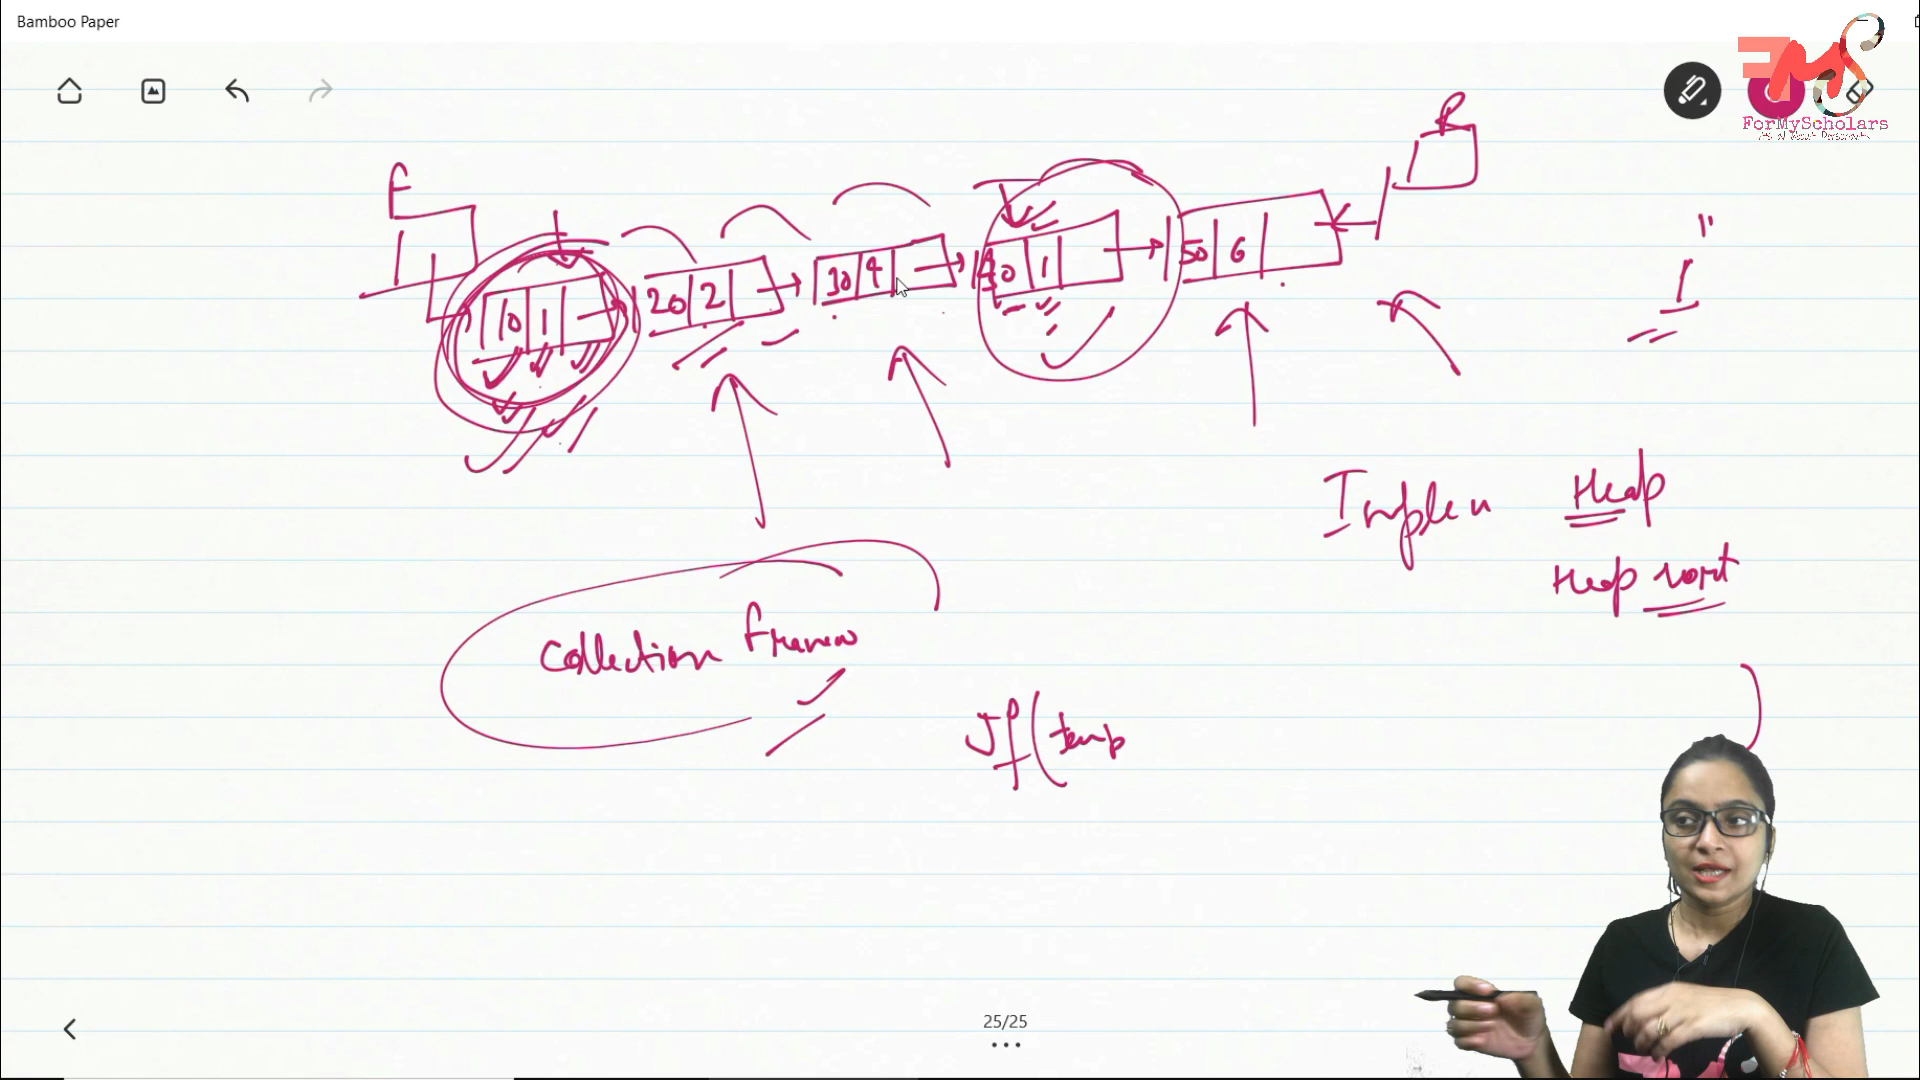 Bamboo Paper
ForMyScholars
R
F
10 1
20 2
30 4
40 1
50 6
"
1
Implem Heap
Heap sort
Collection Framew
If(temp
25/25